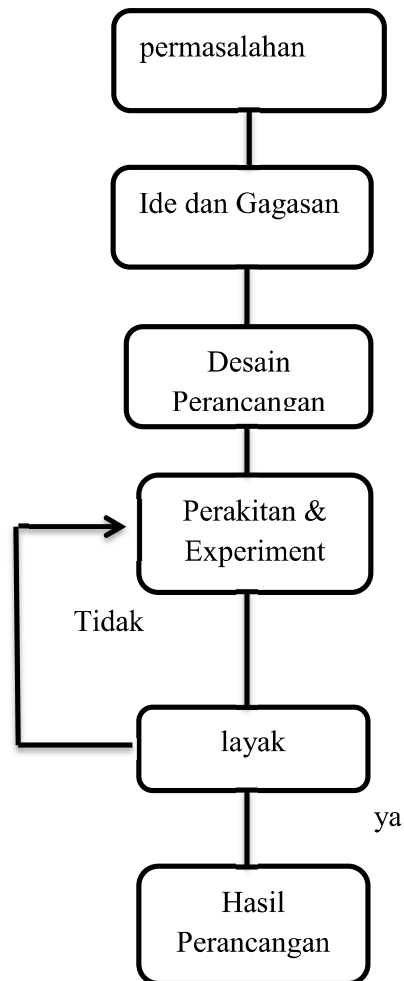 permasalahan
Ide dan Gagasan
Desain
Perancangan
Perakitan &
Experiment
Tidak
layak
ya
Hasil
Perancangan